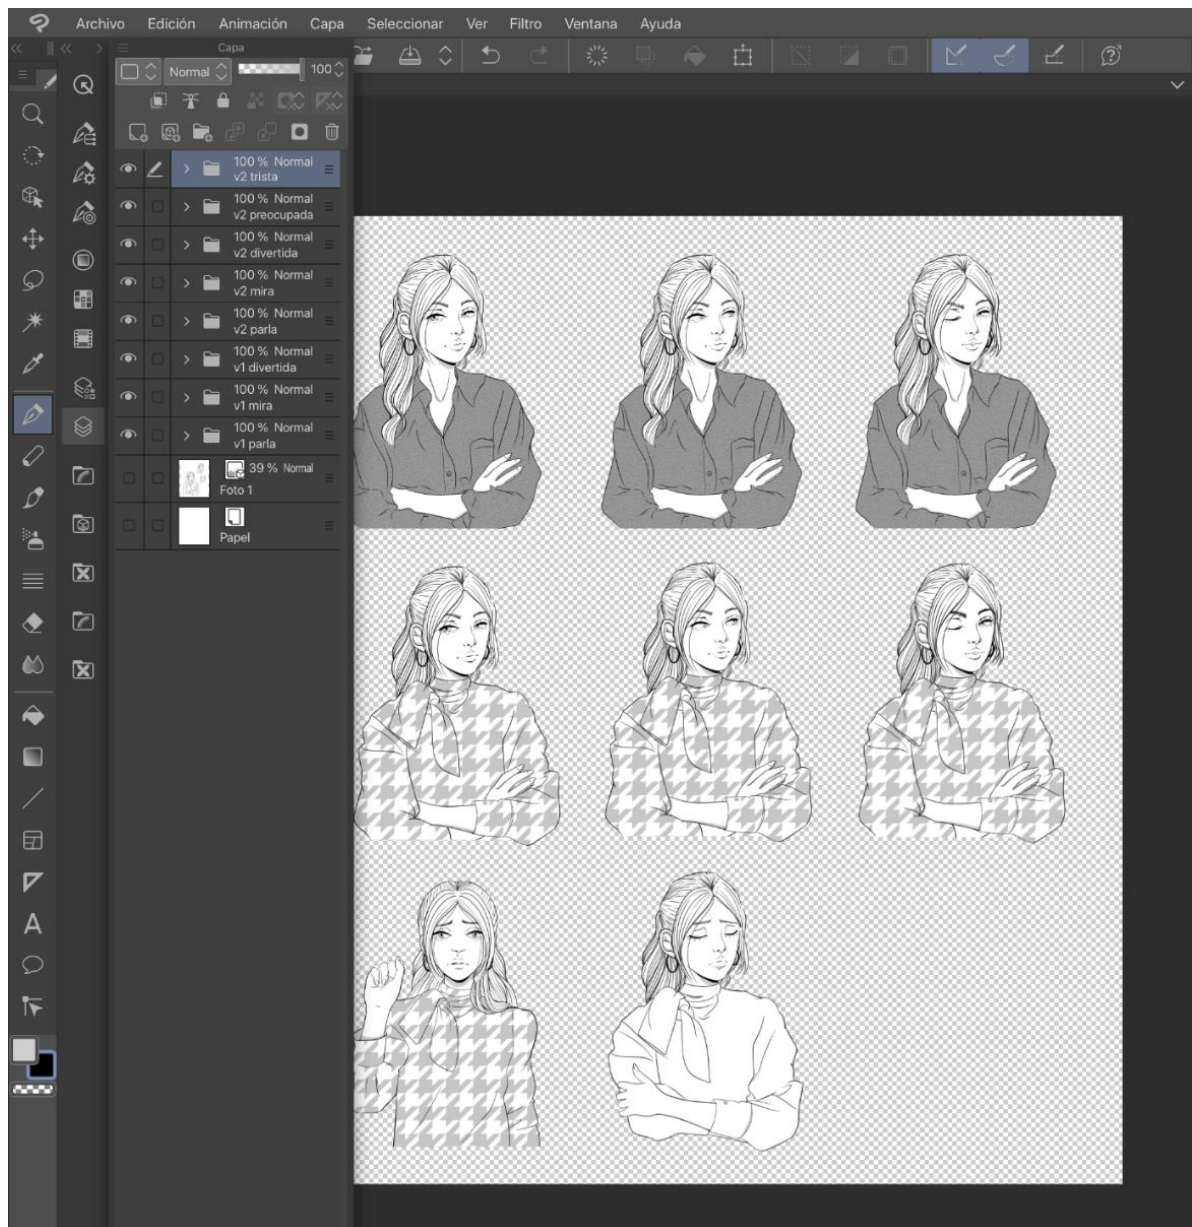 Archivo Edición Animación Capa Seleccionar Ver Filtro Ventana Ayuda
Capa
Normal 100
100 % Normal
v2 trista
100 % Normal
v2 preocupada
100 % Normal
v2 divertida
100 % Normal
v2 mira
100 % Normal
v2 parla
100 % Normal
v1 divertida
100 % Normal
v1 mira
100 % Normal
v1 parla
39 % Normal
Foto 1
Papel